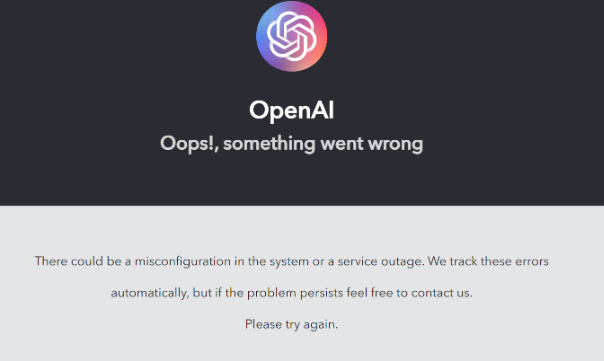 OpenAI
Oops!, something went wrong
There could be a misconfiguration in the system or a service outage. We track these errors
automatically, but if the problem persists feel free to contact us.
Please try again.